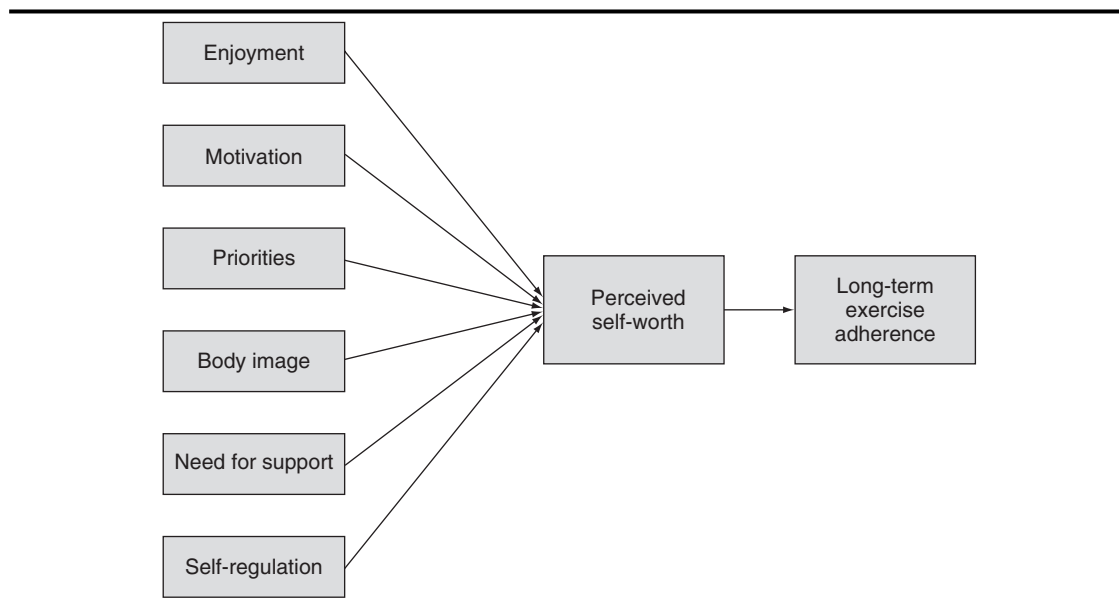 Enjoyment
Motivation
Priorities
Body image
Need for support
Self-regulation
Perceived
self-worth
Long-term
exercise
adherence